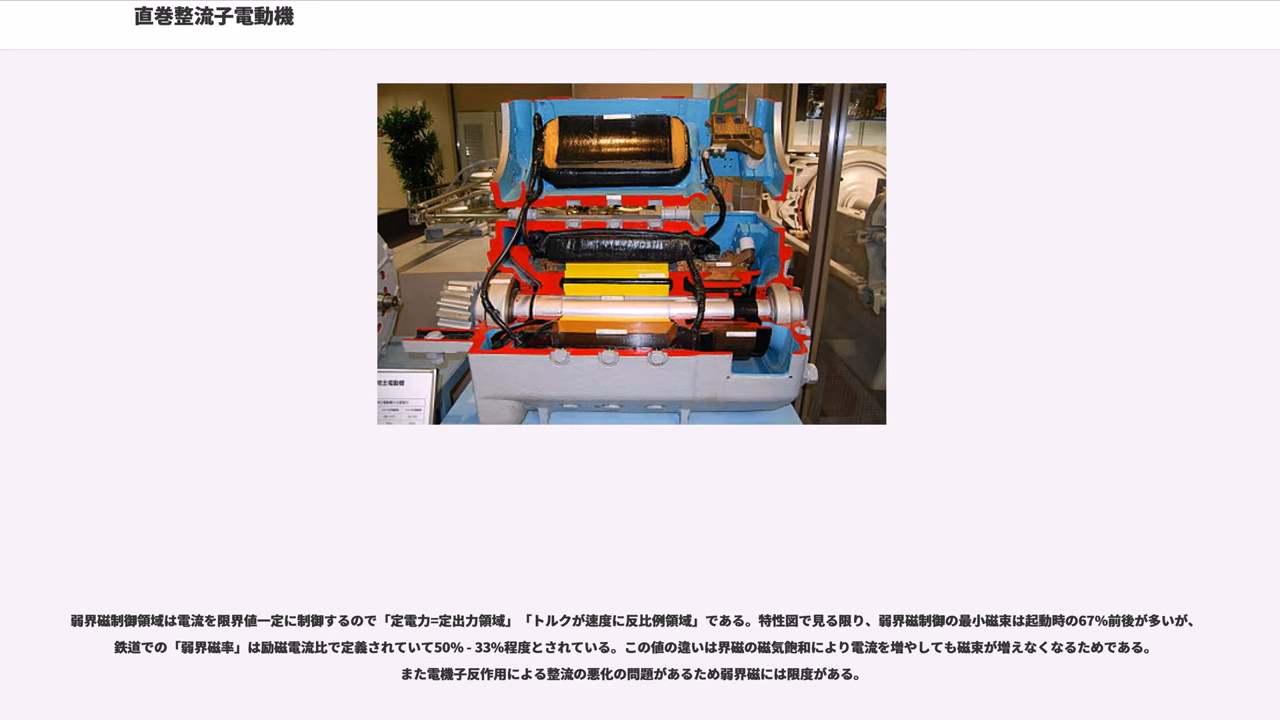 直巻整流子電動機
主電動機
弱界磁制御領域は電流を限界値一定に制御するので「定電力=定出力領域」「トルクが速度に反比例領域」である。特性図で見る限り、弱界磁制御の最小磁束は起動時の67%前後が多いが、
鉄道での「弱界磁率」は励磁電流比で定義されていて50% - 33%程度とされている。この値の違いは界磁の磁気飽和により電流を増やしても磁束が増えなくなるためである。
また電機子反作用による整流の悪化の問題があるため弱界磁には限度がある。